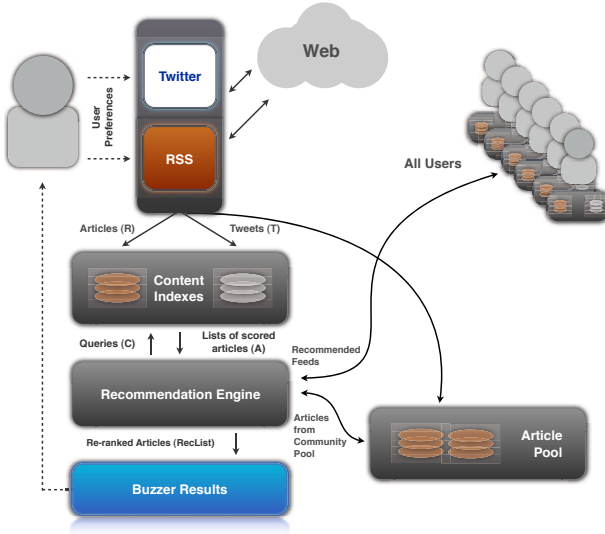 Web
Twitter
User
Preferences
RSS
All Users
Articles (R)
Tweets (T)
Content
Indexes
Queries (C)
Lists of scored
articles (A)
Recommended
Feeds
Recommendation Engine
Articles
from
Community
Pool
Article
Pool
Re-ranked Articles (RecList)
Buzzer Results